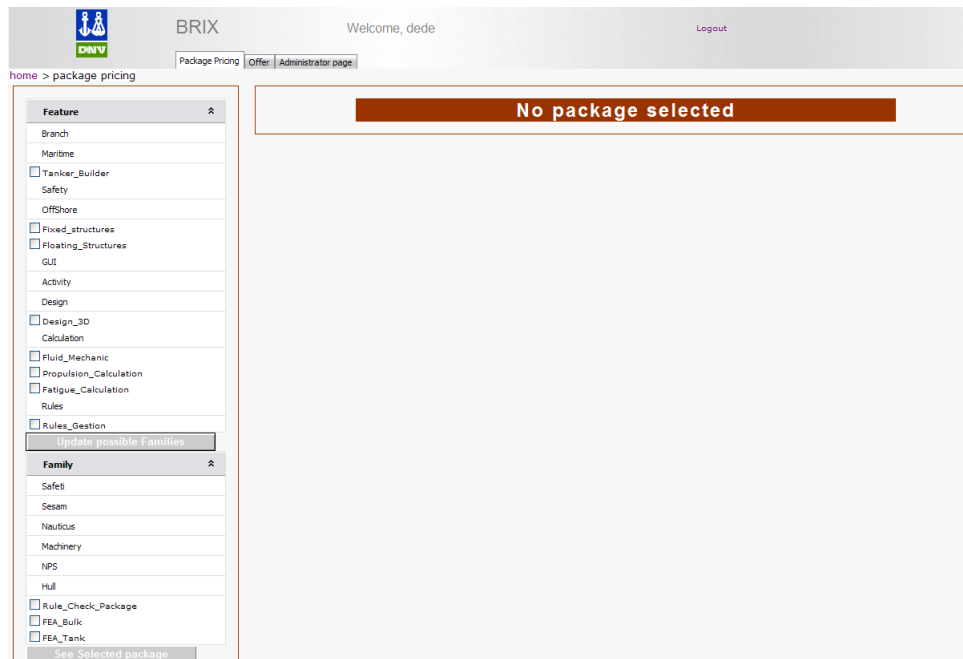 BRIX
Welcome, dede
Logout
DNV
Package Pricing Offer Administrator page
home > package pricing
Feature
Branch
Maritime
Tanker_Builder
Safety
OffShore
Fixed_structures
Floating_Structures
GUI
Activity
Design
Design_3D
Calculation
Fluid_Mechanic
Propulsion_Calculation
Fatigue_Calculation
Rules
Rules_Gestion
Update possible Families
Family
Safeti
Sesam
Nauticus
Machinery
NPS
Hull
Rule_Check_Package
FEA_Bulk
FEA_Tank
See Selected package
No package selected